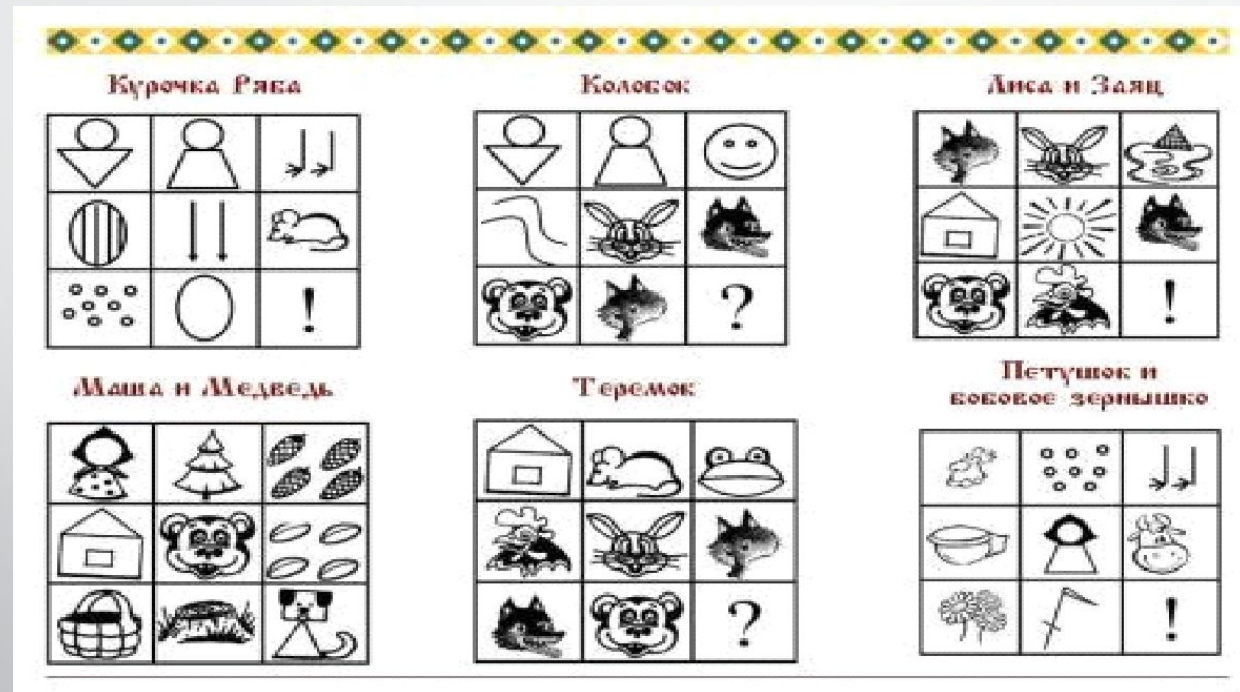 Курочка Ряба
Колобок
Лиса и Заяц
!
?
!
Маша и Медведь
Теремок
Петушок и
бобовое зернышко
?
!